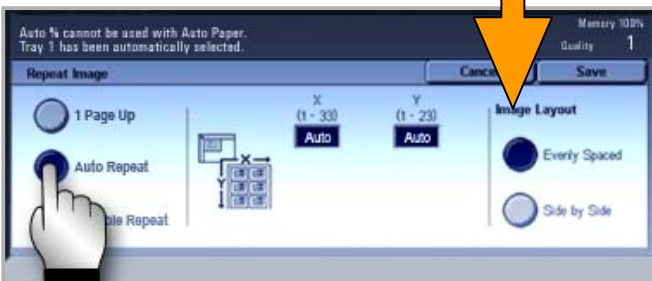 Auto % cannot be used with Auto Paper.
Tray 1 has been automatically selected.
Memory 100%
Quality 1
Repeat Image
Save
1 Page Up
Auto Repeat
Repeat
X
(1 - 33)
Auto
Y
(1 - 23)
Auto
X
Y
Image Layout
Evenly Spaced
Side by Side